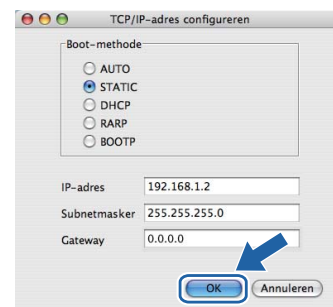 TCP/IP-adres configureren
Boot-methode
AUTO
STATIC
DHCP
RARP
BOOTP
IP-adres 192.168.1.2
Subnetmasker 255.255.255.0
Gateway 0.0.0.0
OK Annuleren